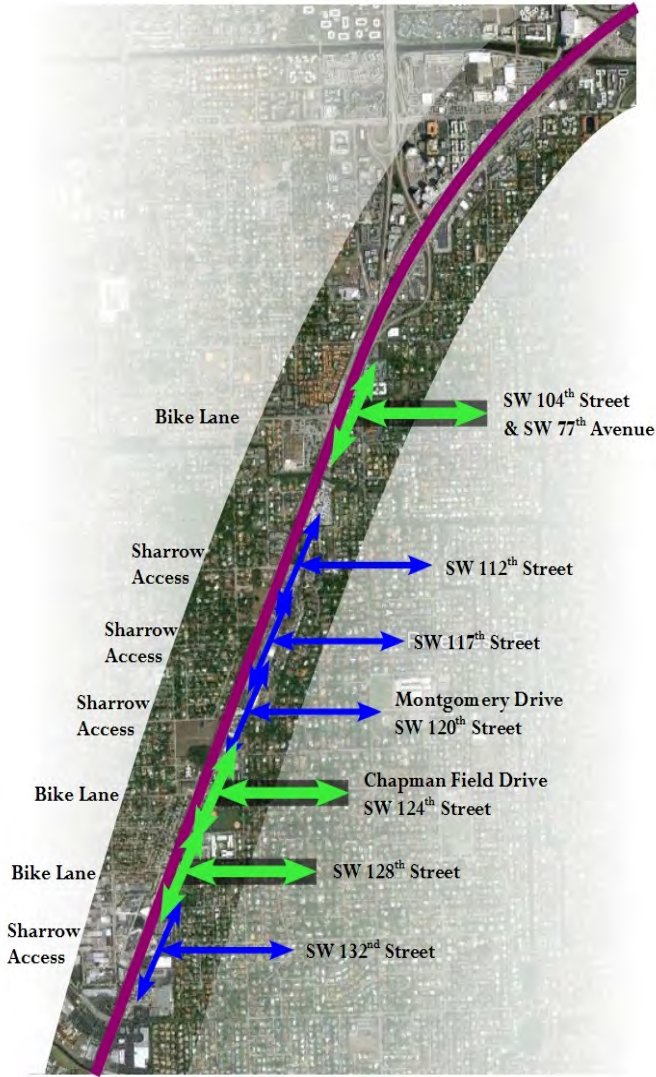 Bike Lane
SW 104th Street
& SW 77th Avenue
Sharrow
Access
SW 112th Street
Sharrow
Access
SW 117th Street
Sharrow
Access
Montgomery Drive
SW 120th Street
Bike Lane
Chapman Field Drive
SW 124th Street
Bike Lane
SW 128th Street
Sharrow
Access
SW 132nd Street